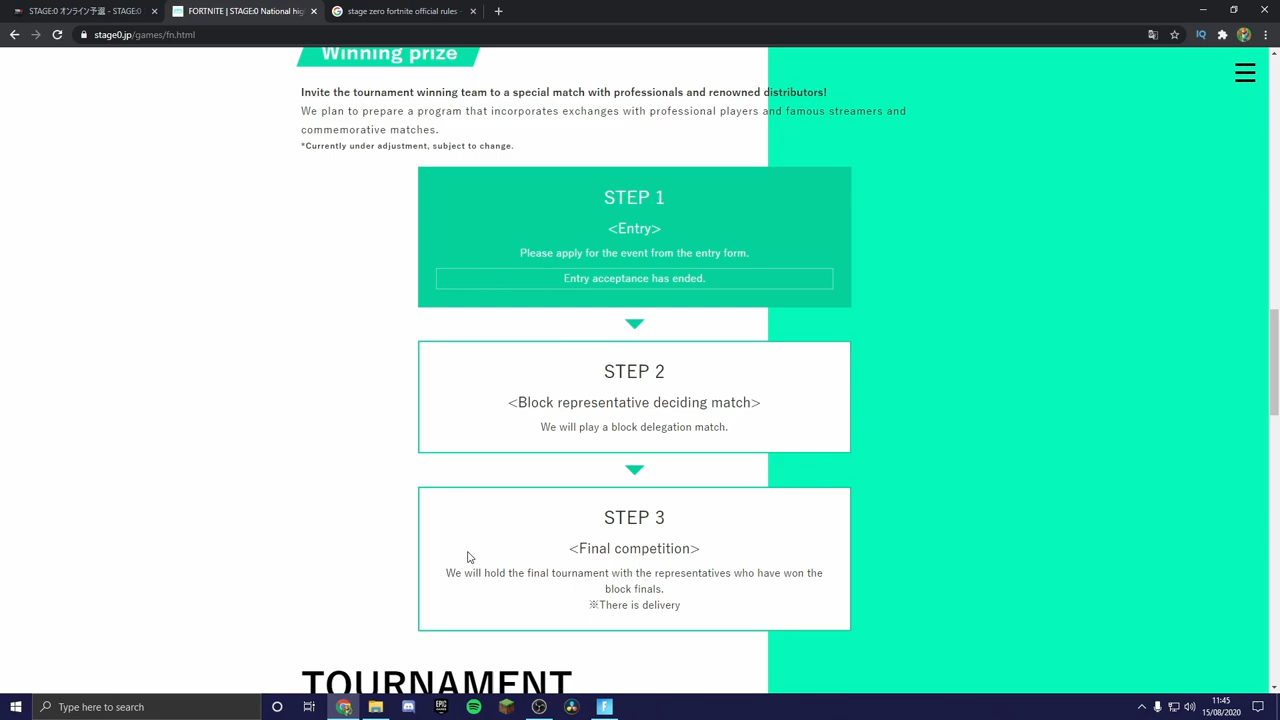 STAGE:0 オンライン予選 - STAGE:0
FORTNITE | STAGE:0 National hig
stage zero fortnite official rules -
stage0.jp/games/fn.html
Winning prize
Invite the tournament winning team to a special match with professionals and renowned distributors!
We plan to prepare a program that incorporates exchanges with professional players and famous streamers and
commemorative matches.
*Currently under adjustment, subject to change.
STEP 1
<Entry>
Please apply for the event from the entry form.
Entry acceptance has ended.
STEP 2
<Block representative deciding match>
We will play a block delegation match.
STEP 3
<Final competition>
We will hold the final tournament with the representatives who have won the
block finals.
※There is delivery
TOURNAMENT
Type here to search
11:45
15/08/2020